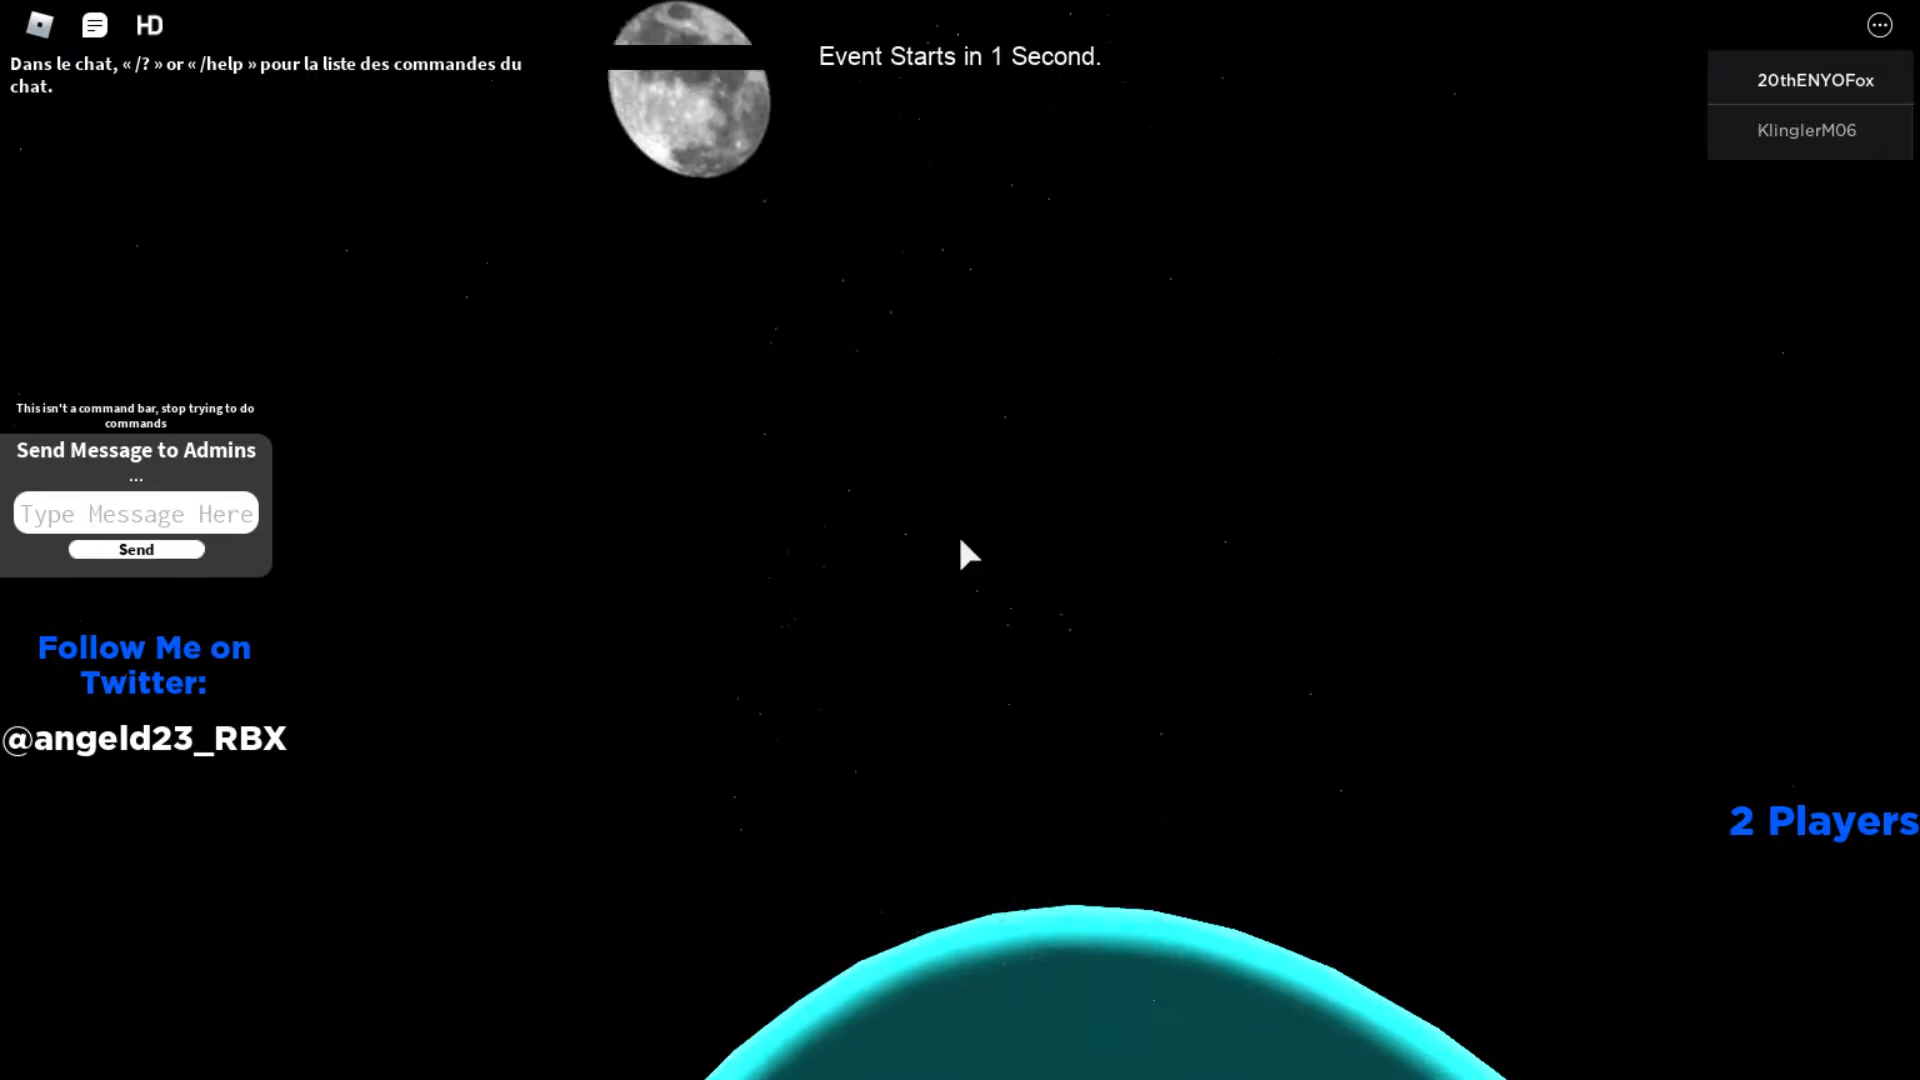 HD
Dans le chat, « /? » or « /help » pour la liste des commandes du
chat.
Event Starts in 1 Second.
20thENYOFox
KlinglerM06
This isn't a command bar, stop trying to do
commands
Send Message to Admins
...
Type Message Here
Send
Follow Me on
Twitter:
@angeld23_RBX
2 Players